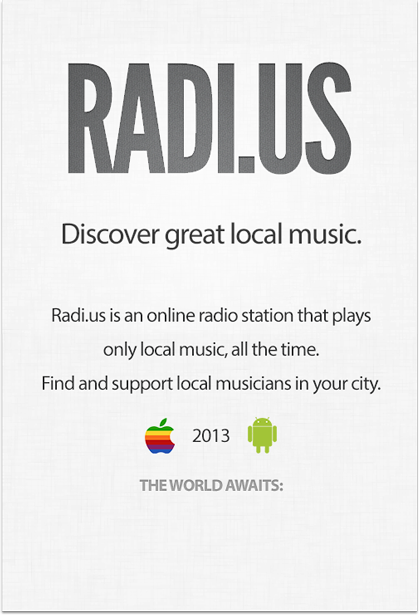 RADI.US
Discover great local music.
Radi.us is an online radio station that plays
only local music, all the time.
Find and support local musicians in your city.
2013
THE WORLD AWAITS: